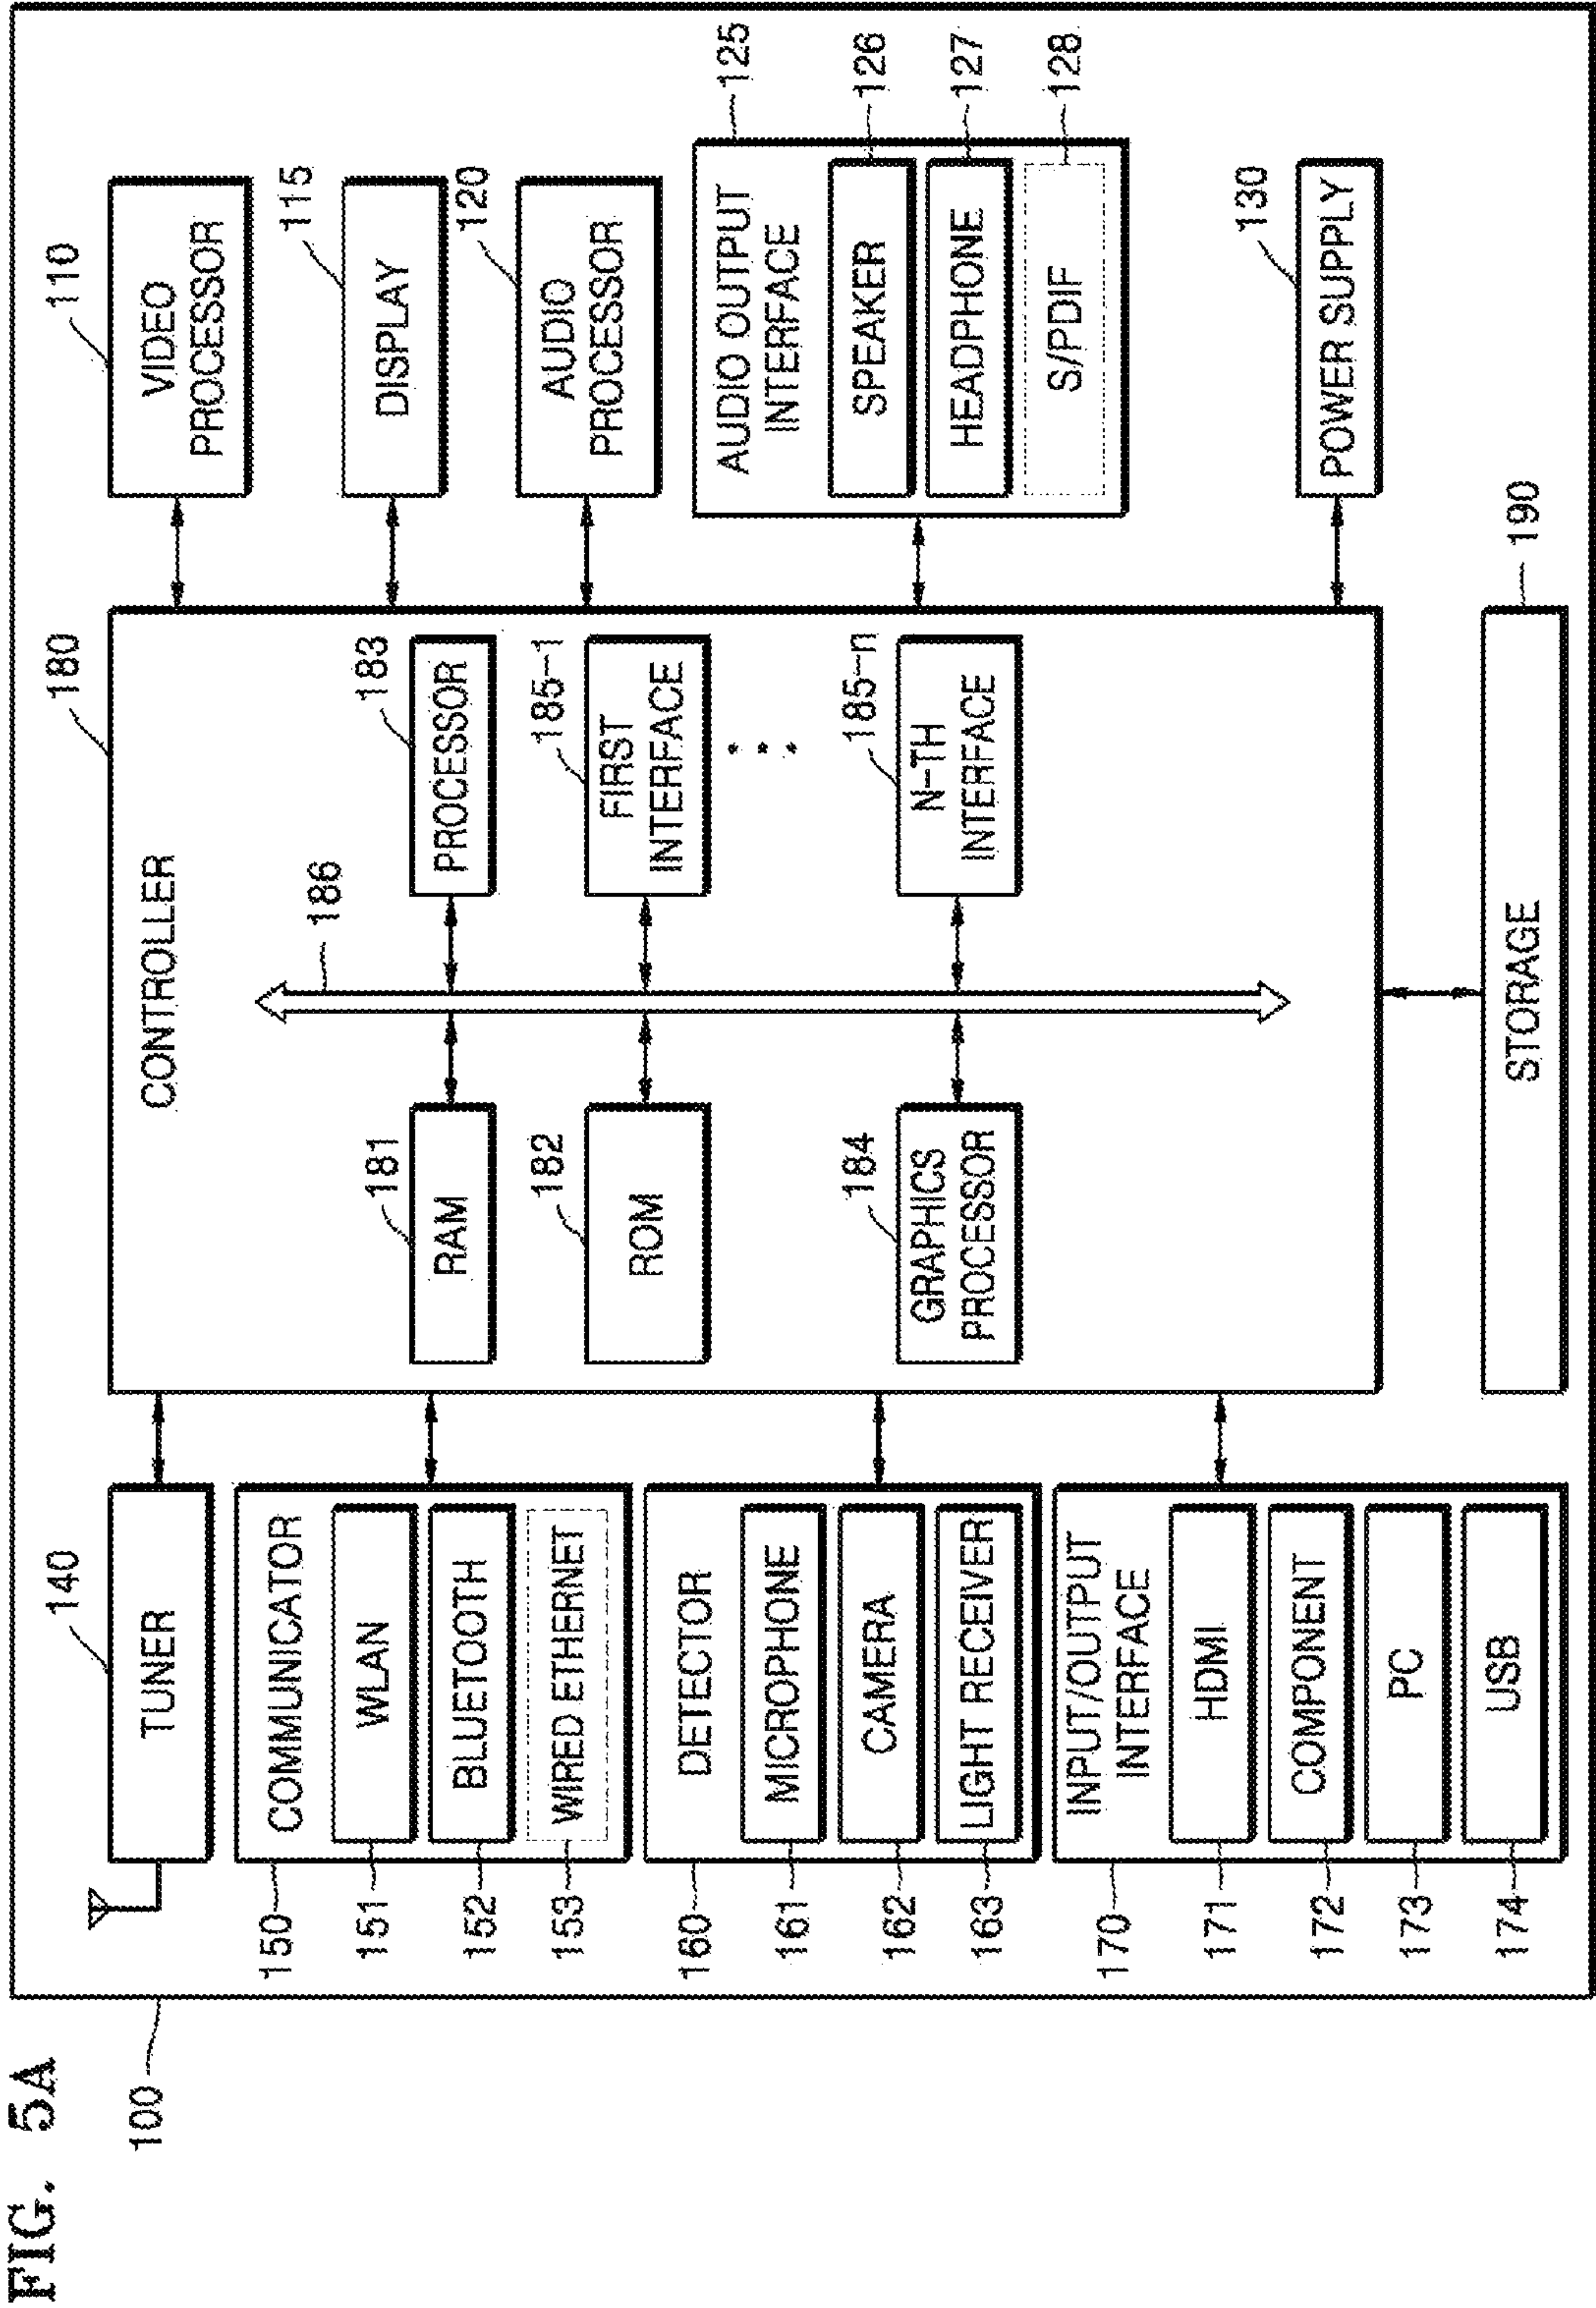 FIG. 5A
100
140
TUNER
150
COMMUNICATOR
151
WLAN
152
BLUETOOTH
153
WIRED ETHERNET
160
DETECTOR
161
MICROPHONE
162
CAMERA
163
LIGHT RECEIVER
170
INPUT/OUTPUT
INTERFACE
171
HDMI
172
COMPONENT
173
PC
174
USB
180
CONTROLLER
181
RAM
182
ROM
184
GRAPHICS
PROCESSOR
186
183
PROCESSOR
185-1
FIRST
INTERFACE
185-n
N-TH
INTERFACE
190
STORAGE
110
VIDEO
PROCESSOR
115
DISPLAY
120
AUDIO
PROCESSOR
125
AUDIO OUTPUT
INTERFACE
126
SPEAKER
127
HEADPHONE
128
S/PDIF
130
POWER SUPPLY